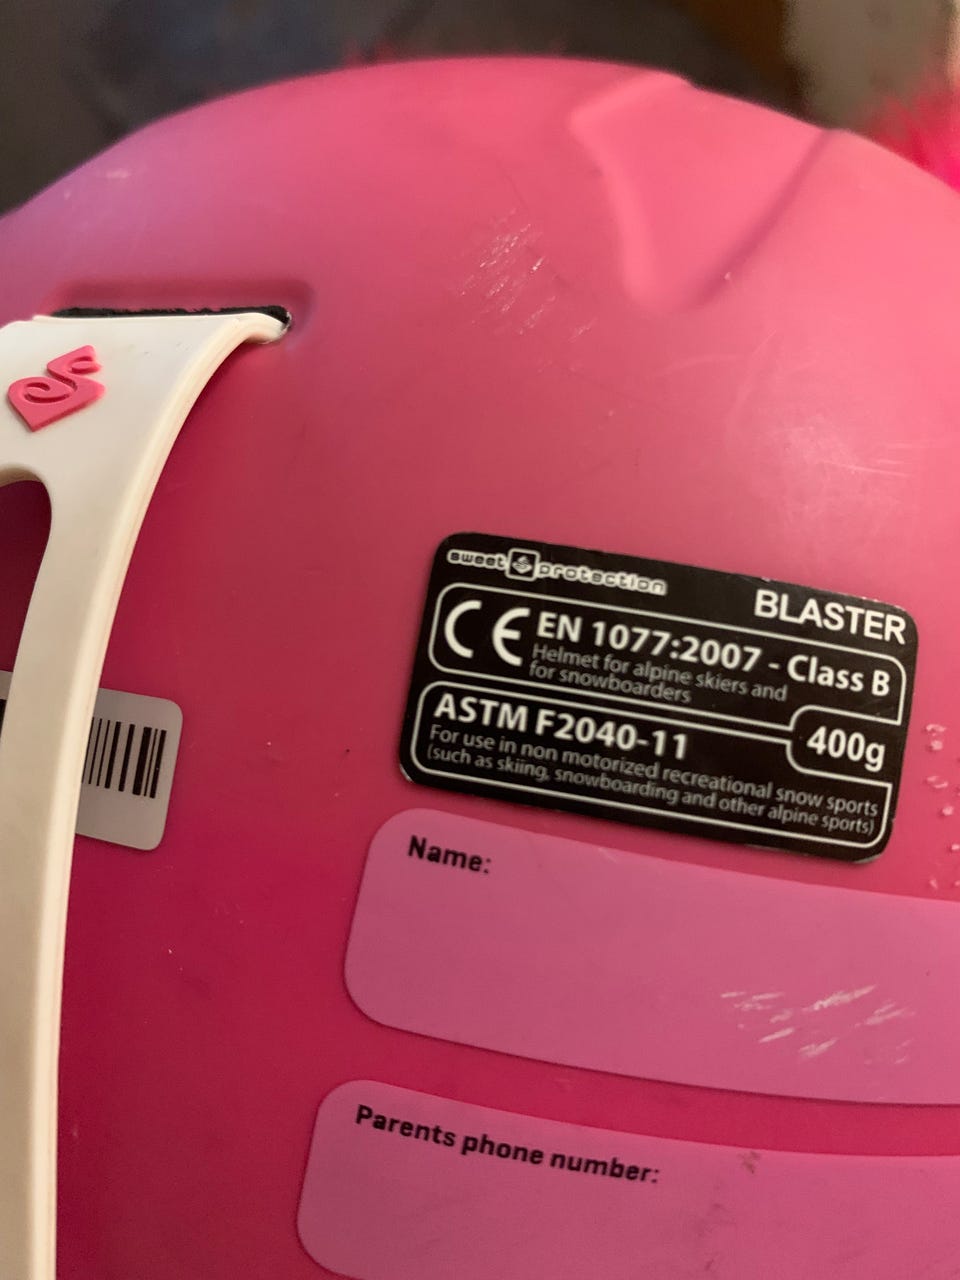 sweet protection
BLASTER
CE EN 1077:2007 - Class B
Helmet for alpine skiers and
for snowboarders
400g
ASTM F2040-11
For use in non motorized recreational snow sports
(such as skiing, snowboarding and other alpine sports)
Name:
Parents phone number: